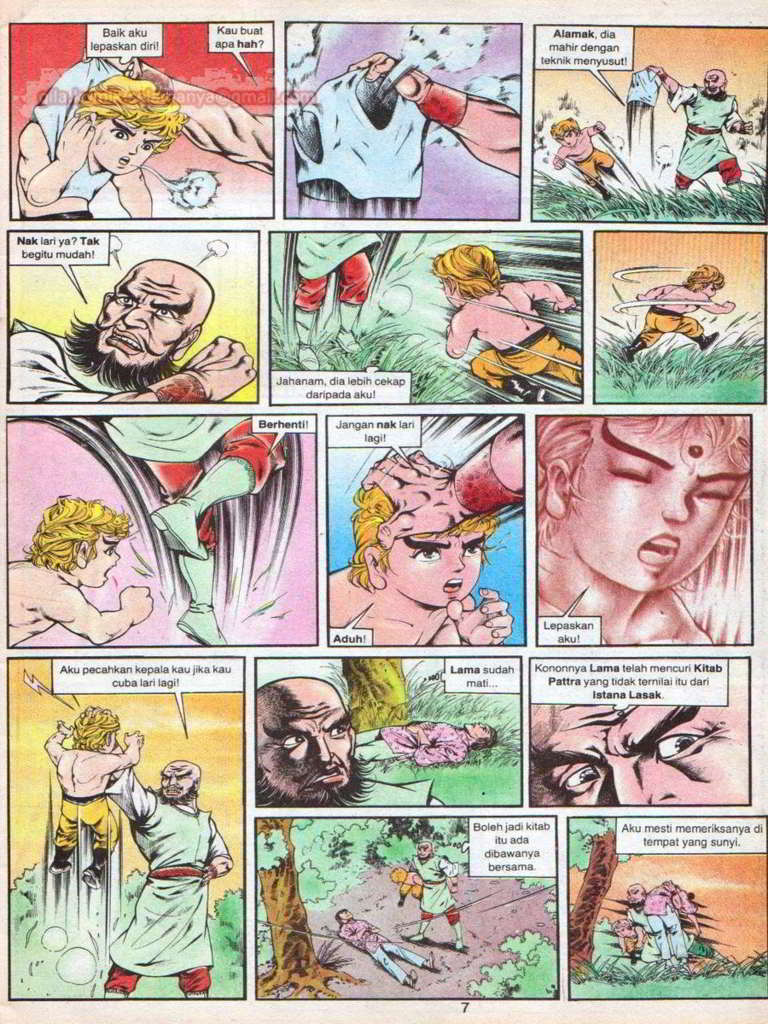 Baik aku
lepaskan diri!
Kau buat
apa hah?
Alamak, dia
mahir dengan
teknik menyusut!
Nak lari ya? Tak
begitu mudah!
Jahanam, dia lebih cekap
daripada aku!
Berhenti!
Jangan nak lari
lagi!
Aduh!
Lepaskan
aku!
Aku pecahkan kepala kau jika kau
cuba lari lagi!
Lama sudah
mati...
Kononnya Lama telah mencuri Kitab
Pattra yang tidak ternilai itu dari
Istana Lasak.
Boleh jadi kitab
itu ada
dibawanya
bersama.
Aku mesti memeriksanya di
tempat yang sunyi.
7